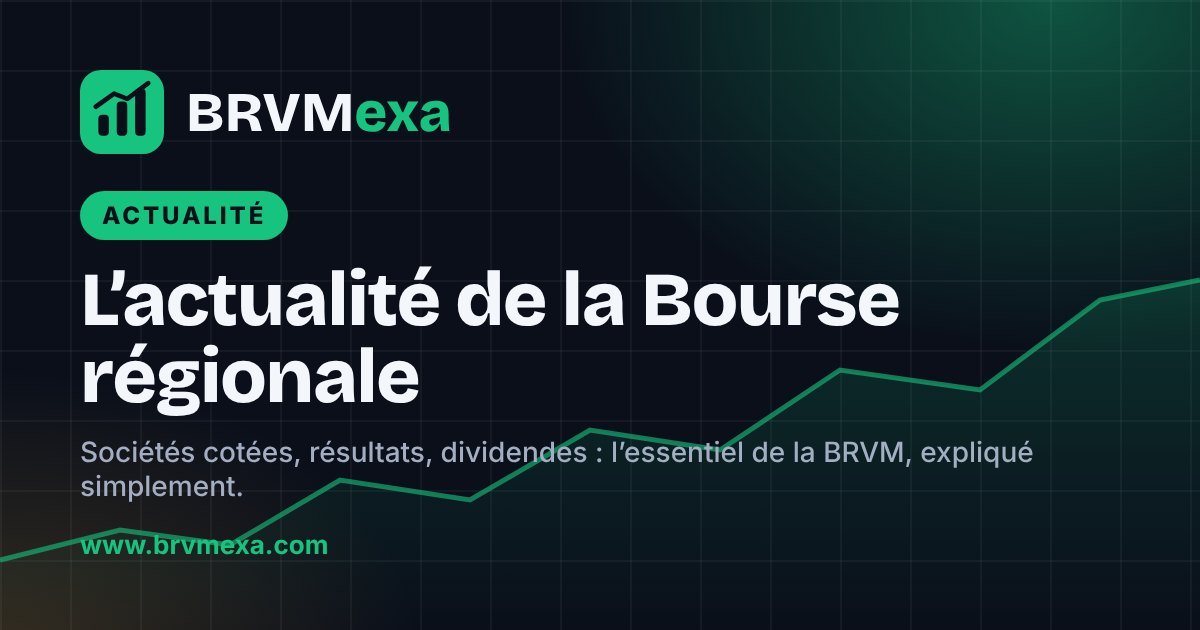 BRVMexa
ACTUALITÉ
L’actualité de la Bourse
régionale
Sociétés cotées, résultats, dividendes : l’essentiel de la BRVM, expliqué
simplement.
www.brvmexa.com